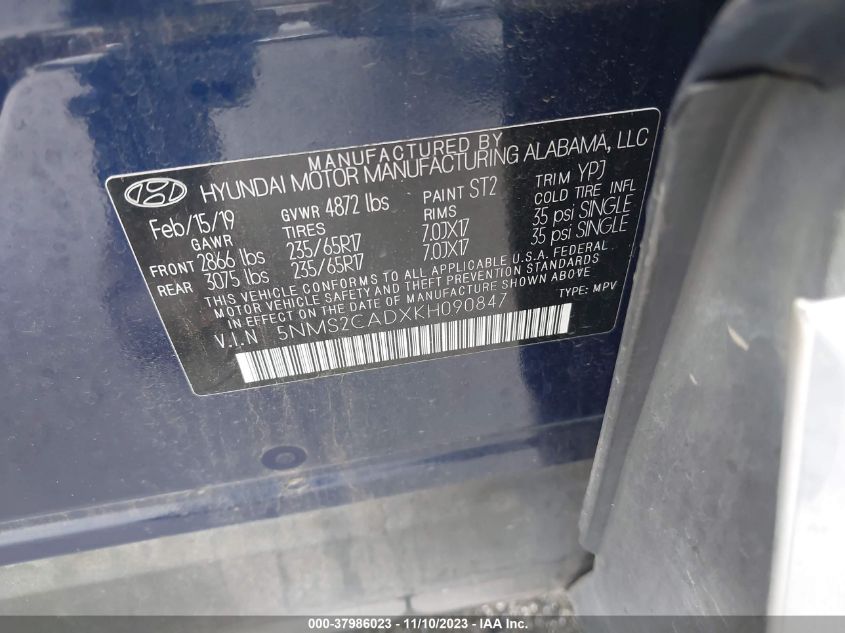 MANUFACTURED BY
HYUNDAI MOTOR MANUFACTURING ALABAMA, LLC
Feb/15/19 GVWR 4872 lbs PAINT ST2 TRIM YPJ
GAWR TIRES RIMS COLD TIRE INFL
FRONT 2866 lbs 235/65R17 7.0JX17 35 psi SINGLE
REAR 3075 lbs 235/65R17 7.0JX17 35 psi SINGLE
THIS VEHICLE CONFORMS TO ALL APPLICABLE U.S.A. FEDERAL
MOTOR VEHICLE SAFETY AND THEFT PREVENTION STANDARDS
IN EFFECT ON THE DATE OF MANUFACTURE SHOWN ABOVE
V.I.N 5NMS2CADXKH090847 TYPE: MPV
000-37986023 — 11/10/2023 — IAA Inc.